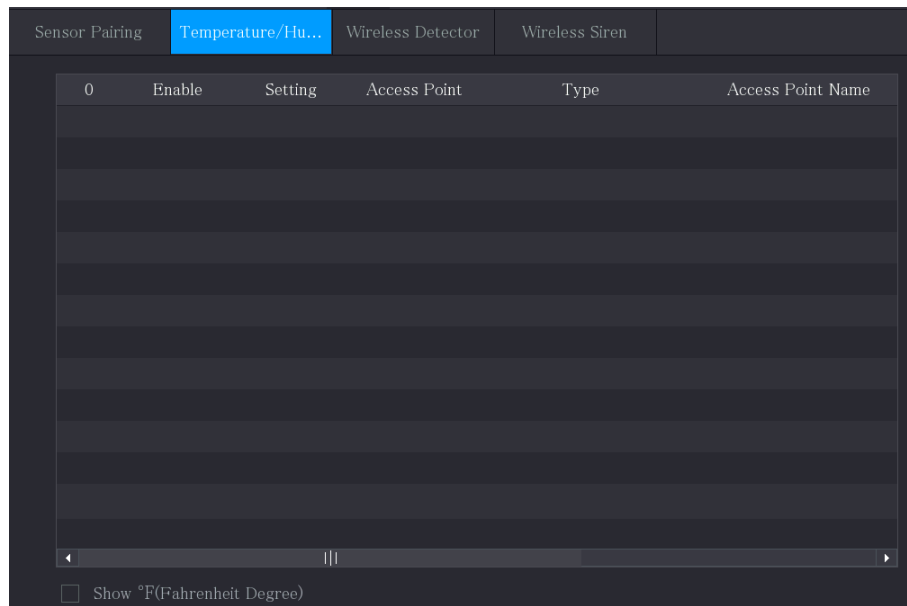 Sensor Pairing Temperature/Hu... Wireless Detector Wireless Siren
0 Enable Setting Access Point Type Access Point Name
Show °F(Fahrenheit Degree)